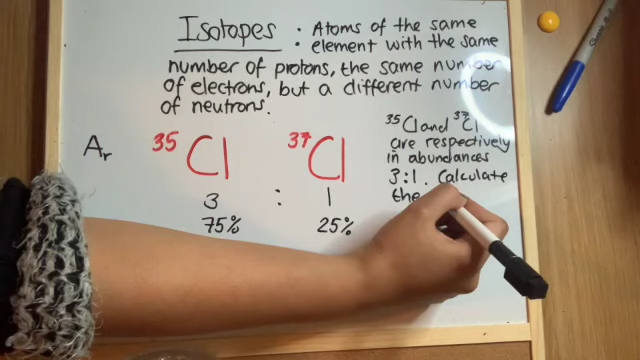 Isotopes • Atoms of the same
• element with the same
number of protons, the same number
of electrons, but a different number
of neutrons.
³⁵Cl and ³⁷Cl
are respectively
in abundances
3:1. Calculate
the
Ar ³⁵Cl ³⁷Cl
3 : 1
75% 25%